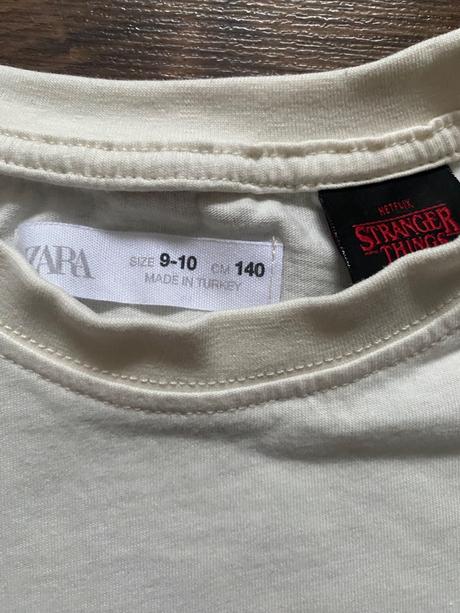 ZARA
SIZE 9-10 CM 140
MADE IN TURKEY
NETFLIX
STRANGER
THINGS